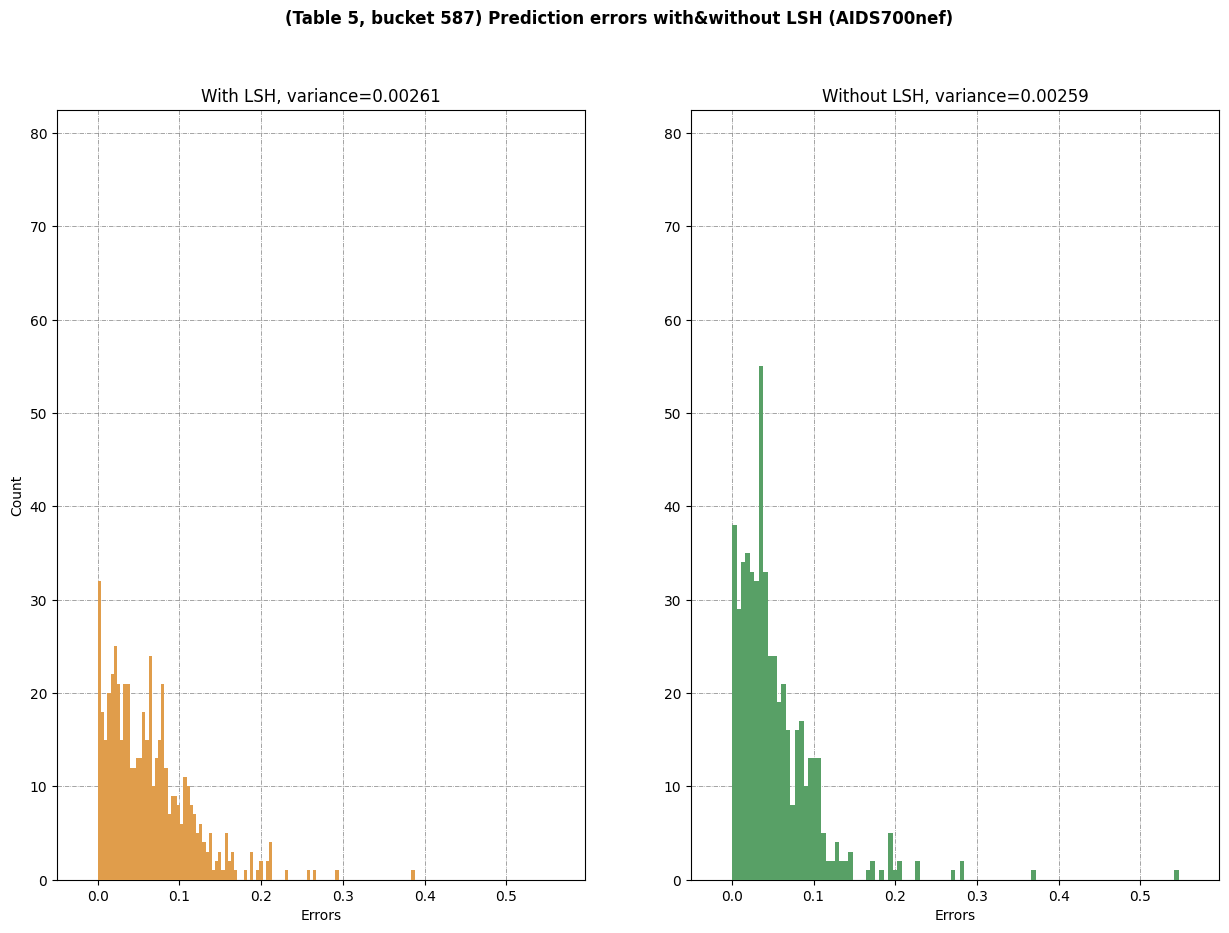 (Table 5, bucket 587) Prediction errors with&without LSH (AIDS700nef)
With LSH, variance=0.00261
80
70
60
50
40
30
20
10
0
Count
0.0 0.1 0.2 0.3 0.4 0.5
Errors
Without LSH, variance=0.00259
80
70
60
50
40
30
20
10
0
0.0 0.1 0.2 0.3 0.4 0.5
Errors